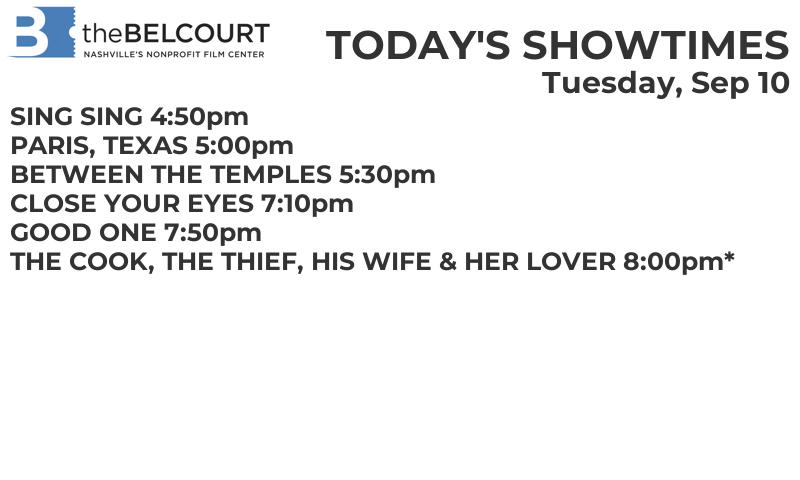 B theBELCOURT
NASHVILLE'S NONPROFIT FILM CENTER
TODAY'S SHOWTIMES
Tuesday, Sep 10
SING SING 4:50pm
PARIS, TEXAS 5:00pm
BETWEEN THE TEMPLES 5:30pm
CLOSE YOUR EYES 7:10pm
GOOD ONE 7:50pm
THE COOK, THE THIEF, HIS WIFE & HER LOVER 8:00pm*